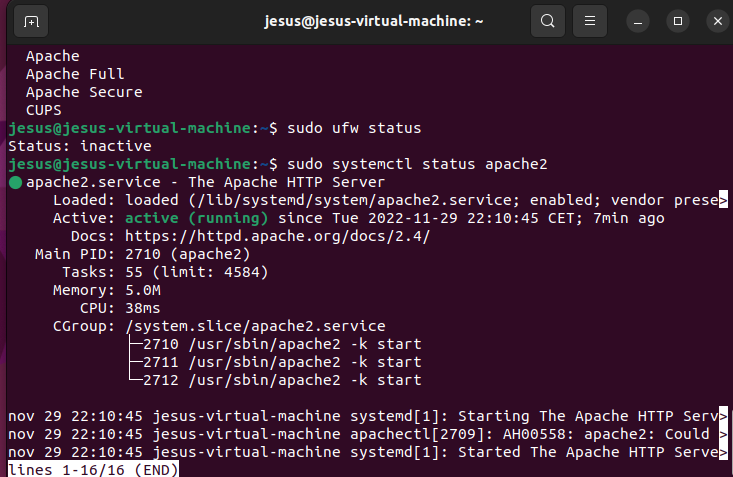 jesus@jesus-virtual-machine: ~
Apache
Apache Full
Apache Secure
CUPS
jesus@jesus-virtual-machine:~$ sudo ufw status
Status: inactive
jesus@jesus-virtual-machine:~$ sudo systemctl status apache2
● apache2.service - The Apache HTTP Server
Loaded: loaded (/lib/systemd/system/apache2.service; enabled; vendor prese>
Active: active (running) since Tue 2022-11-29 22:10:45 CET; 7min ago
Docs: https://httpd.apache.org/docs/2.4/
Main PID: 2710 (apache2)
Tasks: 55 (limit: 4584)
Memory: 5.0M
CPU: 38ms
CGroup: /system.slice/apache2.service
├─2710 /usr/sbin/apache2 -k start
├─2711 /usr/sbin/apache2 -k start
└─2712 /usr/sbin/apache2 -k start
nov 29 22:10:45 jesus-virtual-machine systemd[1]: Starting The Apache HTTP Serv>
nov 29 22:10:45 jesus-virtual-machine apachectl[2709]: AH00558: apache2: Could >
nov 29 22:10:45 jesus-virtual-machine systemd[1]: Started The Apache HTTP Serve>
lines 1-16/16 (END)